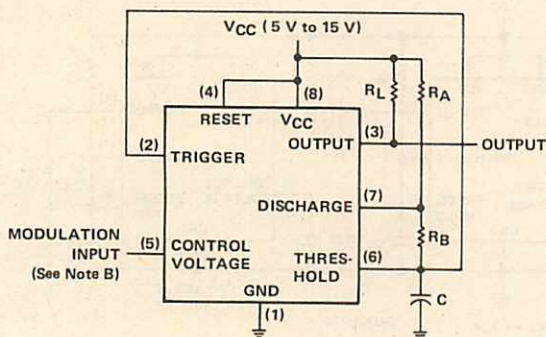 VCC (5 V to 15 V)
(4)
(8)
RL
RA
RESET
VCC
(2)
TRIGGER
OUTPUT
(3)
OUTPUT
DISCHARGE
(7)
RB
MODULATION
INPUT
(See Note B)
(5)
CONTROL
VOLTAGE
THRES-
HOLD
(6)
GND
(1)
C